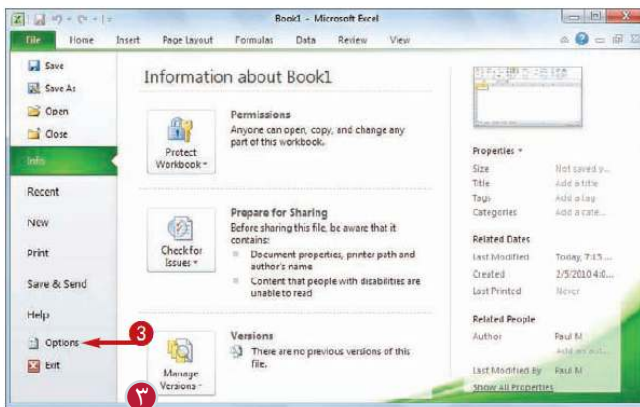 Book1 - Microsoft Excel
File Home Insert Page Layout Formulas Data Review View
Save
Save As
Open
Close
Info
Recent
New
Print
Save & Send
Help
Options
Exit
3
٣
Information about Book1
Protect
Workbook
Permissions
Anyone can open, copy, and change any
part of this workbook.
Check for
Issues
Prepare for Sharing
Before sharing this file, be aware that it
contains:
Document properties, printer path and
author's name
Content that people with disabilities are
unable to read
Manage
Versions
Versions
There are no previous versions of this
file.
Properties
Size Not saved y...
Title Add a title
Tags Add a tag
Categories Add a cate...
Related Dates
Last Modified Today, 7:15 ...
Created 2/5/2010 4:0...
Last Printed Never
Related People
Author Paul M
Add an aut...
Last Modified By Paul M
Show All Properties